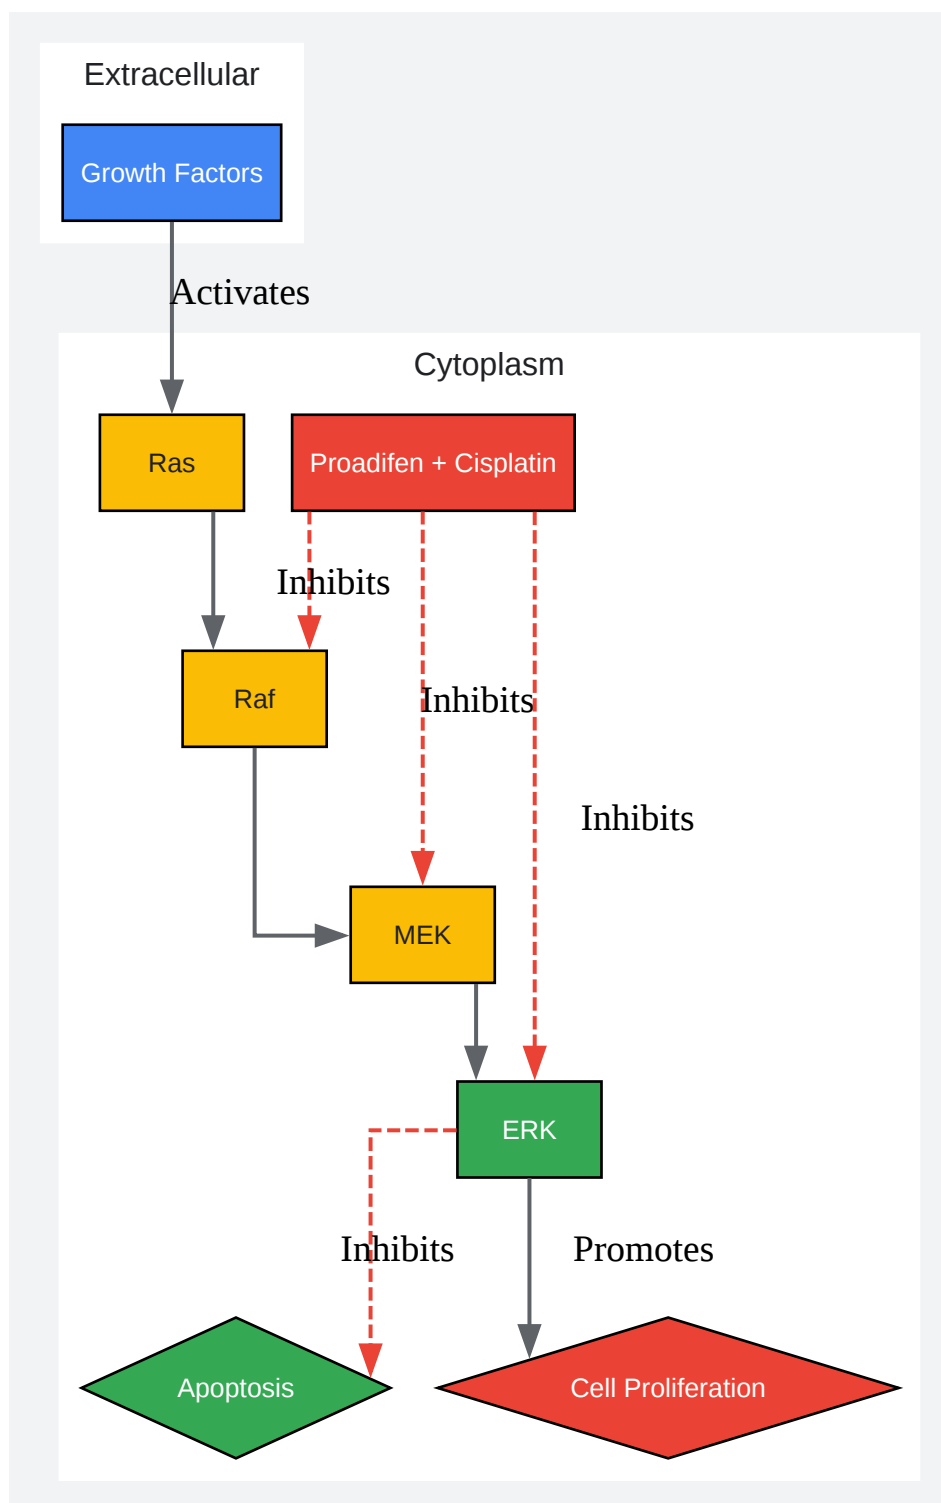 Extracellular
Growth Factors
Activates
Cytoplasm
Ras
Proadifen + Cisplatin
Inhibits
Raf
Inhibits
Inhibits
MEK
ERK
Inhibits
Promotes
Apoptosis
Cell Proliferation